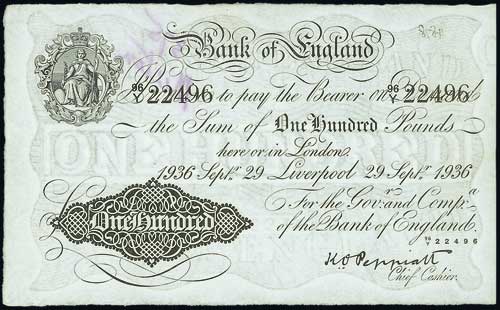 Bank of England
96/Y 22496 to pay the Bearer on 96/Y 22496
the Sum of One Hundred Pounds
here or in London.
1936 Septr. 29 Liverpool 29 Septr. 1936
For the Govr. and Compa.
of the Bank of England.
One Hundred
96/Y 22496
K.O. Peppiatt
Chief Cashier.